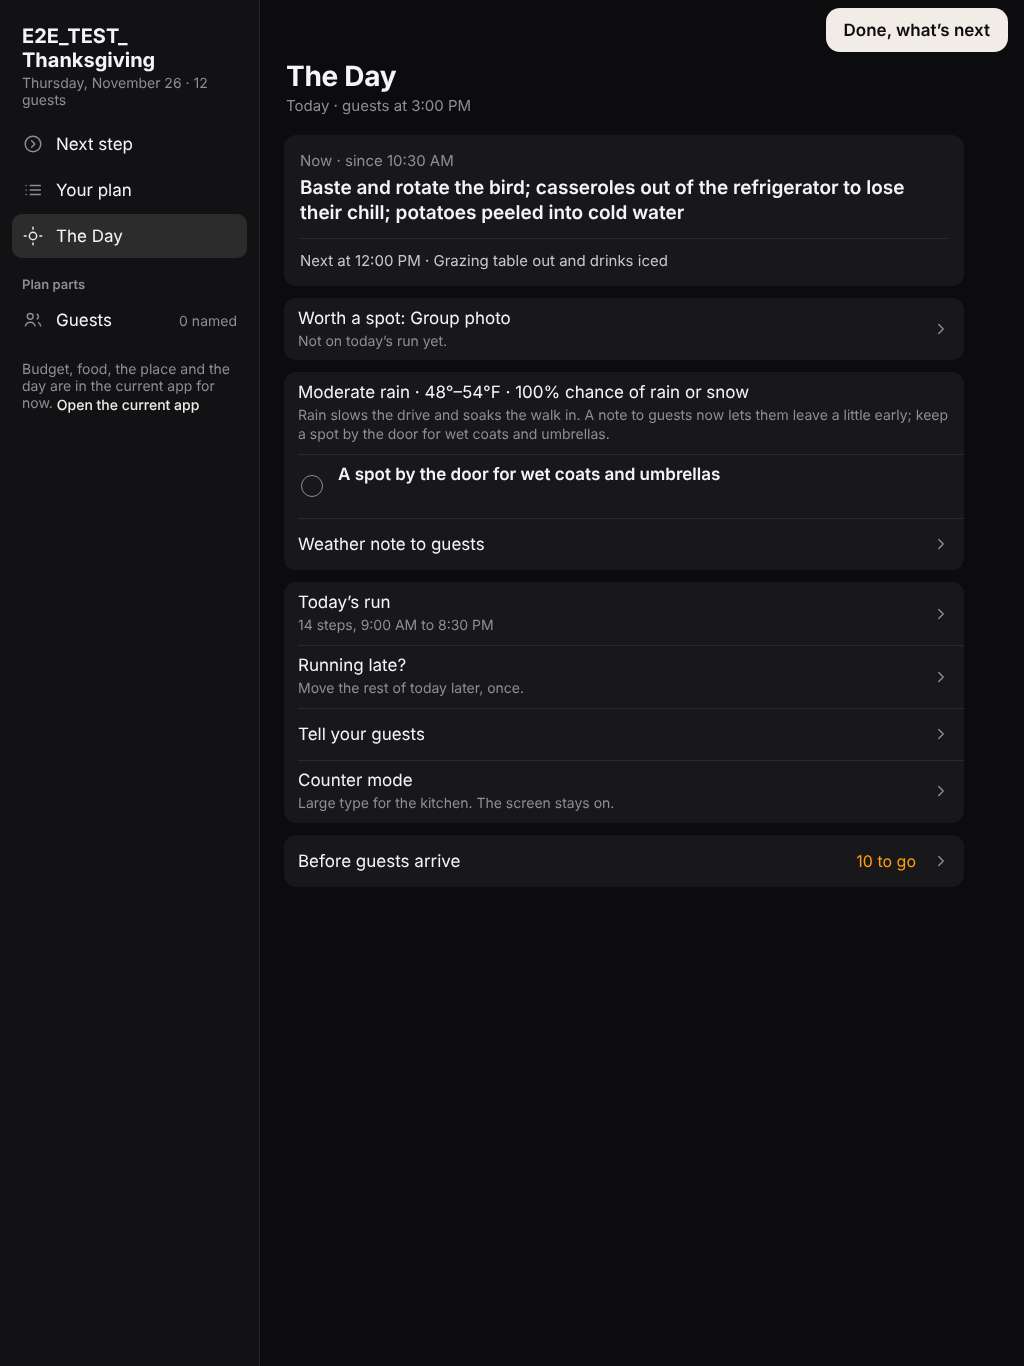 E2E_TEST_
Thanksgiving
Thursday, November 26 · 12
guests
Next step
Your plan
The Day
Plan parts
Guests 0 named
Budget, food, the place and the
day are in the current app for
now. Open the current app
Done, what’s next
The Day
Today · guests at 3:00 PM
Now · since 10:30 AM
Baste and rotate the bird; casseroles out of the refrigerator to lose
their chill; potatoes peeled into cold water
Next at 12:00 PM · Grazing table out and drinks iced
Worth a spot: Group photo
Not on today’s run yet.
Moderate rain · 48°–54°F · 100% chance of rain or snow
Rain slows the drive and soaks the walk in. A note to guests now lets them leave a little early; keep
a spot by the door for wet coats and umbrellas.
A spot by the door for wet coats and umbrellas
Weather note to guests
Today’s run
14 steps, 9:00 AM to 8:30 PM
Running late?
Move the rest of today later, once.
Tell your guests
Counter mode
Large type for the kitchen. The screen stays on.
Before guests arrive 10 to go